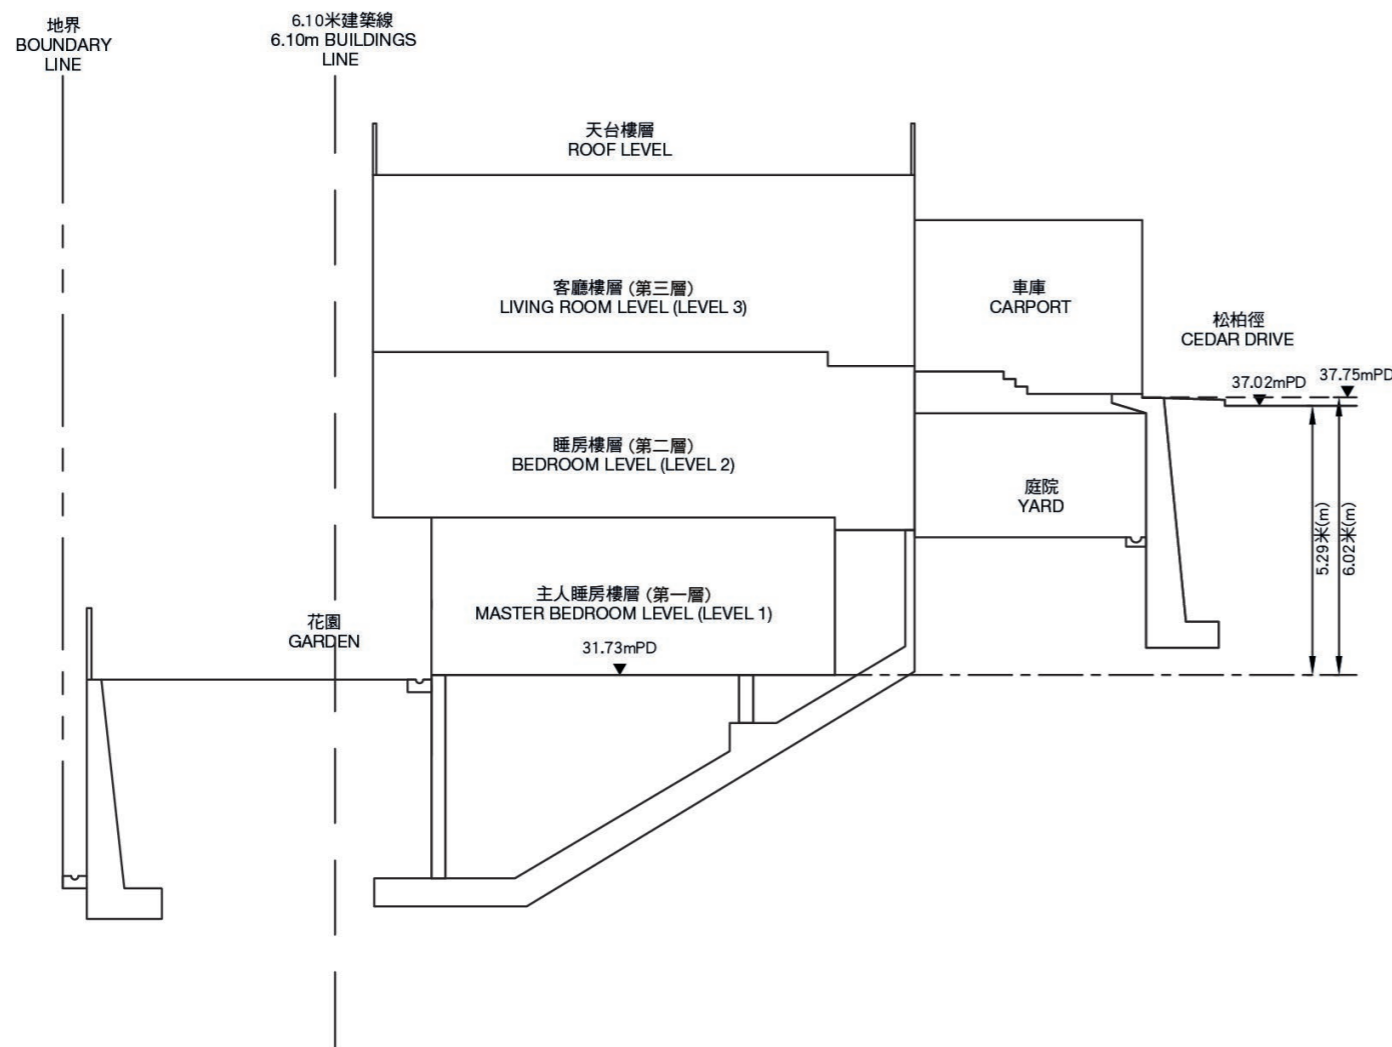 地界
BOUNDARY
LINE
6.10米建築線
6.10m BUILDINGS
LINE
天台樓層
ROOF LEVEL
客廳樓層 (第三層)
LIVING ROOM LEVEL (LEVEL 3)
車庫
CARPORT
松柏徑
CEDAR DRIVE
37.02mPD
37.75mPD
睡房樓層 (第二層)
BEDROOM LEVEL (LEVEL 2)
庭院
YARD
5.29米(m)
6.02米(m)
主人睡房樓層 (第一層)
MASTER BEDROOM LEVEL (LEVEL 1)
31.73mPD
花園
GARDEN